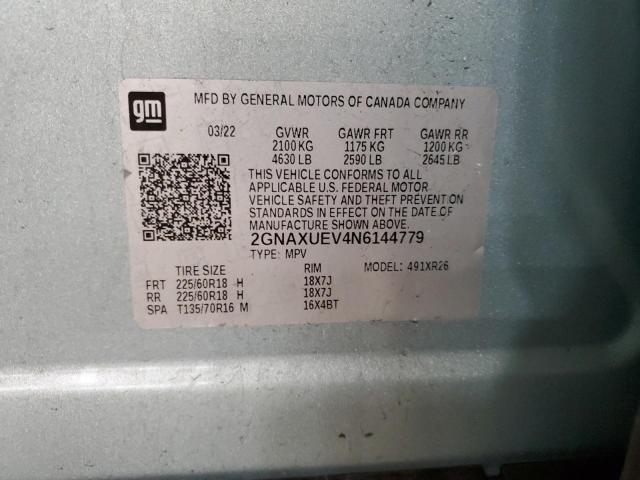 gm
MFD BY GENERAL MOTORS OF CANADA COMPANY
03/22 GVWR GAWR FRT GAWR RR
2100 KG 1175 KG 1200 KG
4630 LB 2590 LB 2645 LB
THIS VEHICLE CONFORMS TO ALL
APPLICABLE U.S. FEDERAL MOTOR
VEHICLE SAFETY AND THEFT PREVENTION
STANDARDS IN EFFECT ON THE DATE OF
MANUFACTURE SHOWN ABOVE.
2GNAXUEV4N6144779
TYPE: MPV
TIRE SIZE RIM MODEL: 491XR26
FRT 225/60R18 H 18X7J
RR 225/60R18 H 18X7J
SPA T135/70R16 M 16X4BT